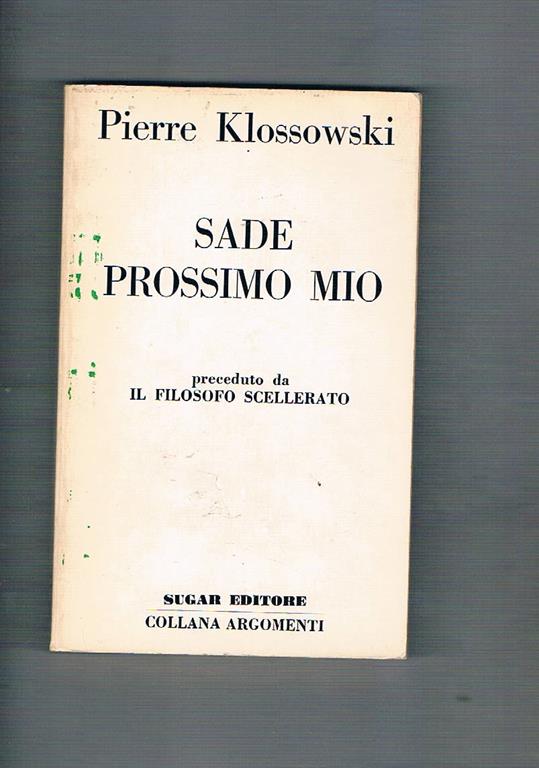 Pierre Klossowski
SADE
PROSSIMO MIO
preceduto da
IL FILOSOFO SCELLERATO
SUGAR EDITORE
COLLANA ARGOMENTI